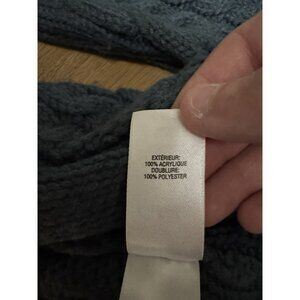 EXTÉRIEUR:
100% ACRYLIQUE
DOUBLURE:
100% POLYESTER